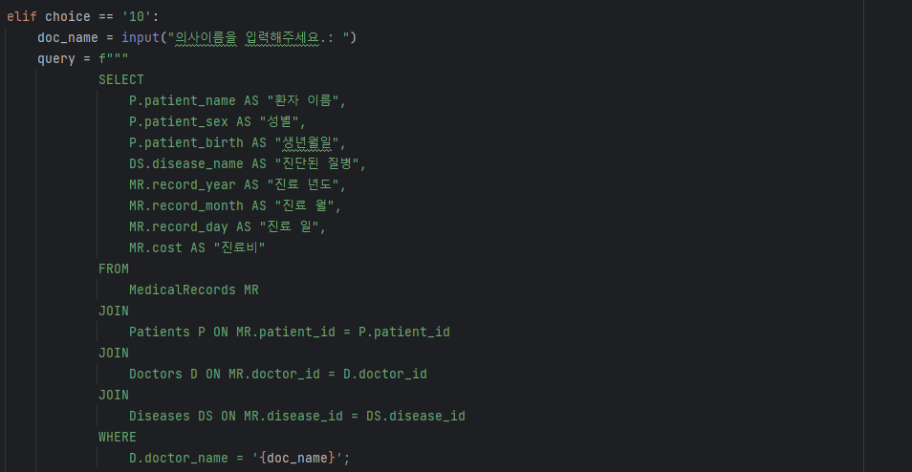 elif choice == '10':
doc_name = input("의사이름을 입력해주세요.: ")
query = f"""
SELECT
P.patient_name AS "환자 이름",
P.patient_sex AS "성별",
P.patient_birth AS "생년월일",
DS.disease_name AS "진단된 질병",
MR.record_year AS "진료 년도",
MR.record_month AS "진료 월",
MR.record_day AS "진료 일",
MR.cost AS "진료비"
FROM
MedicalRecords MR
JOIN
Patients P ON MR.patient_id = P.patient_id
JOIN
Doctors D ON MR.doctor_id = D.doctor_id
JOIN
Diseases DS ON MR.disease_id = DS.disease_id
WHERE
D.doctor_name = '{doc_name}';